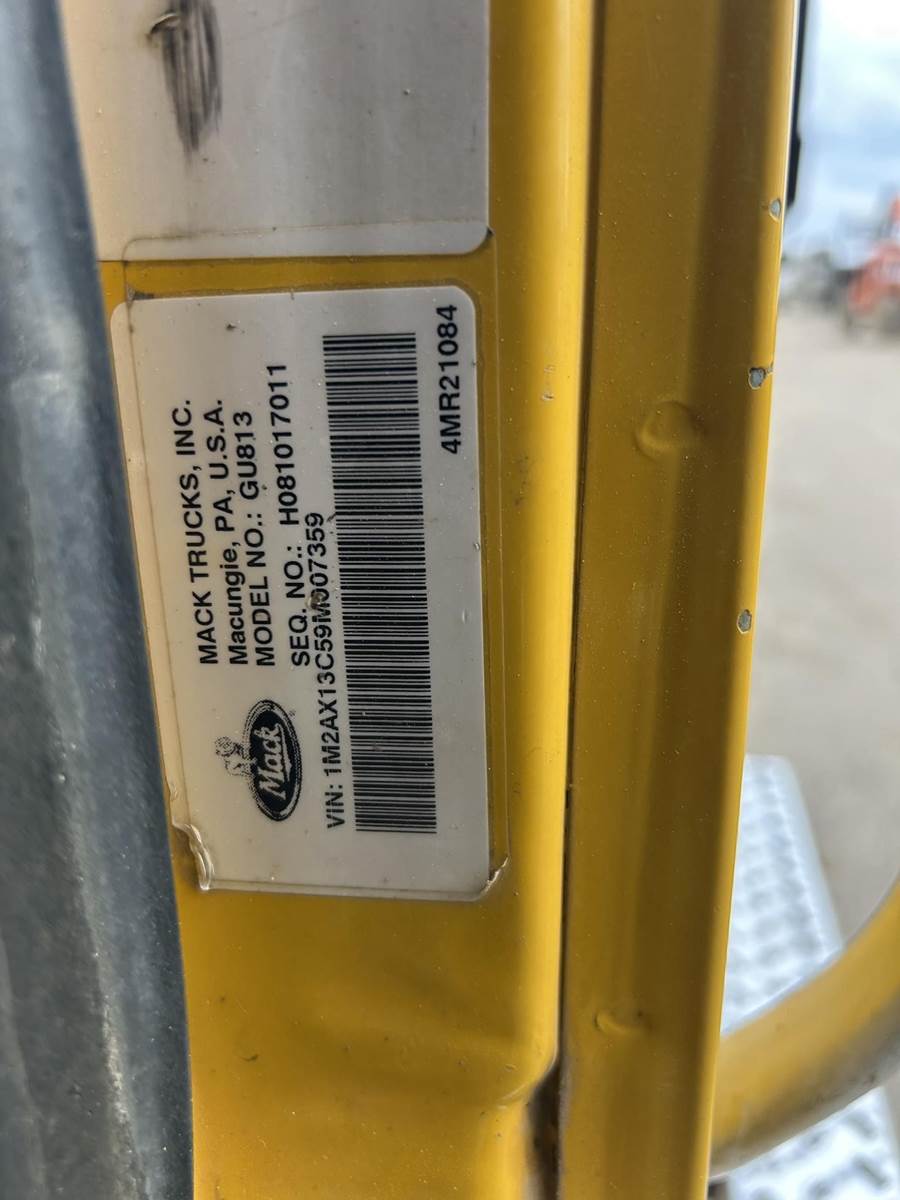 MACK TRUCKS, INC.
Macungie, PA, U.S.A.
MODEL NO.: GU813
SEQ. NO.: H081017011
VIN: 1M2AX13C59M007359
4MR21084
Mack